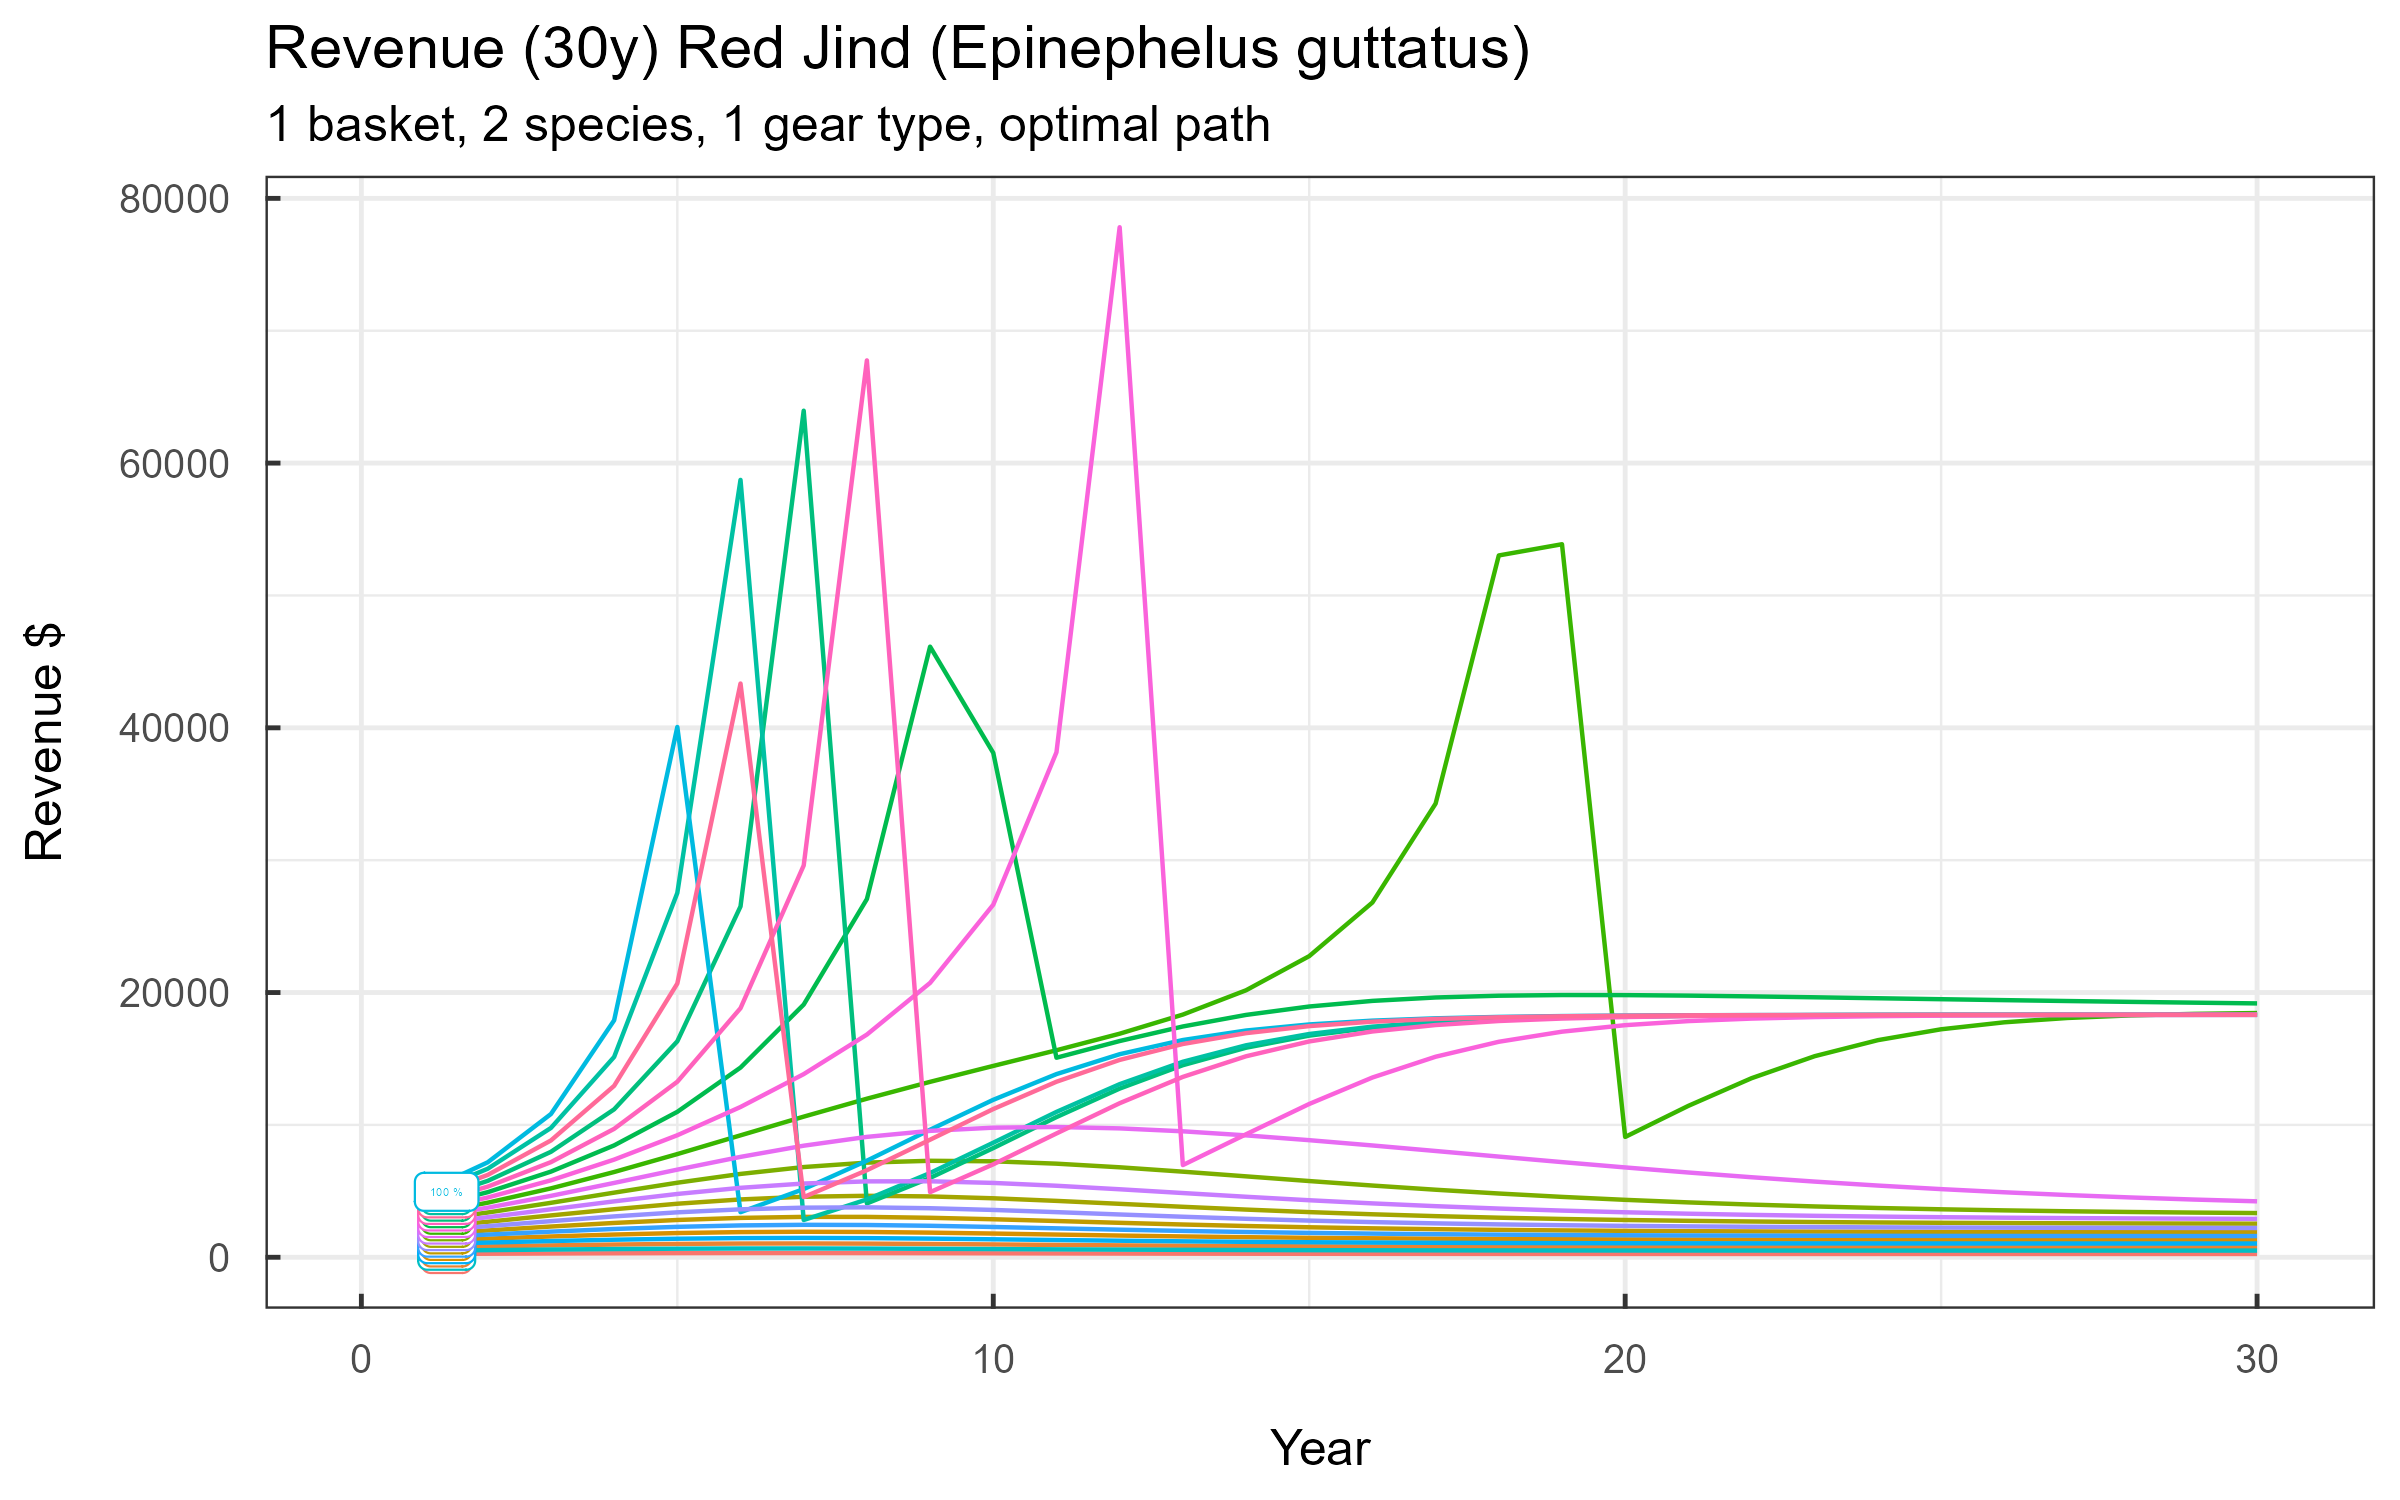 Revenue (30y) Red Jind (Epinephelus guttatus)
1 basket, 2 species, 1 gear type, optimal path
80000
60000
40000
20000
0
Revenue $
100 %
0
10
20
30
Year